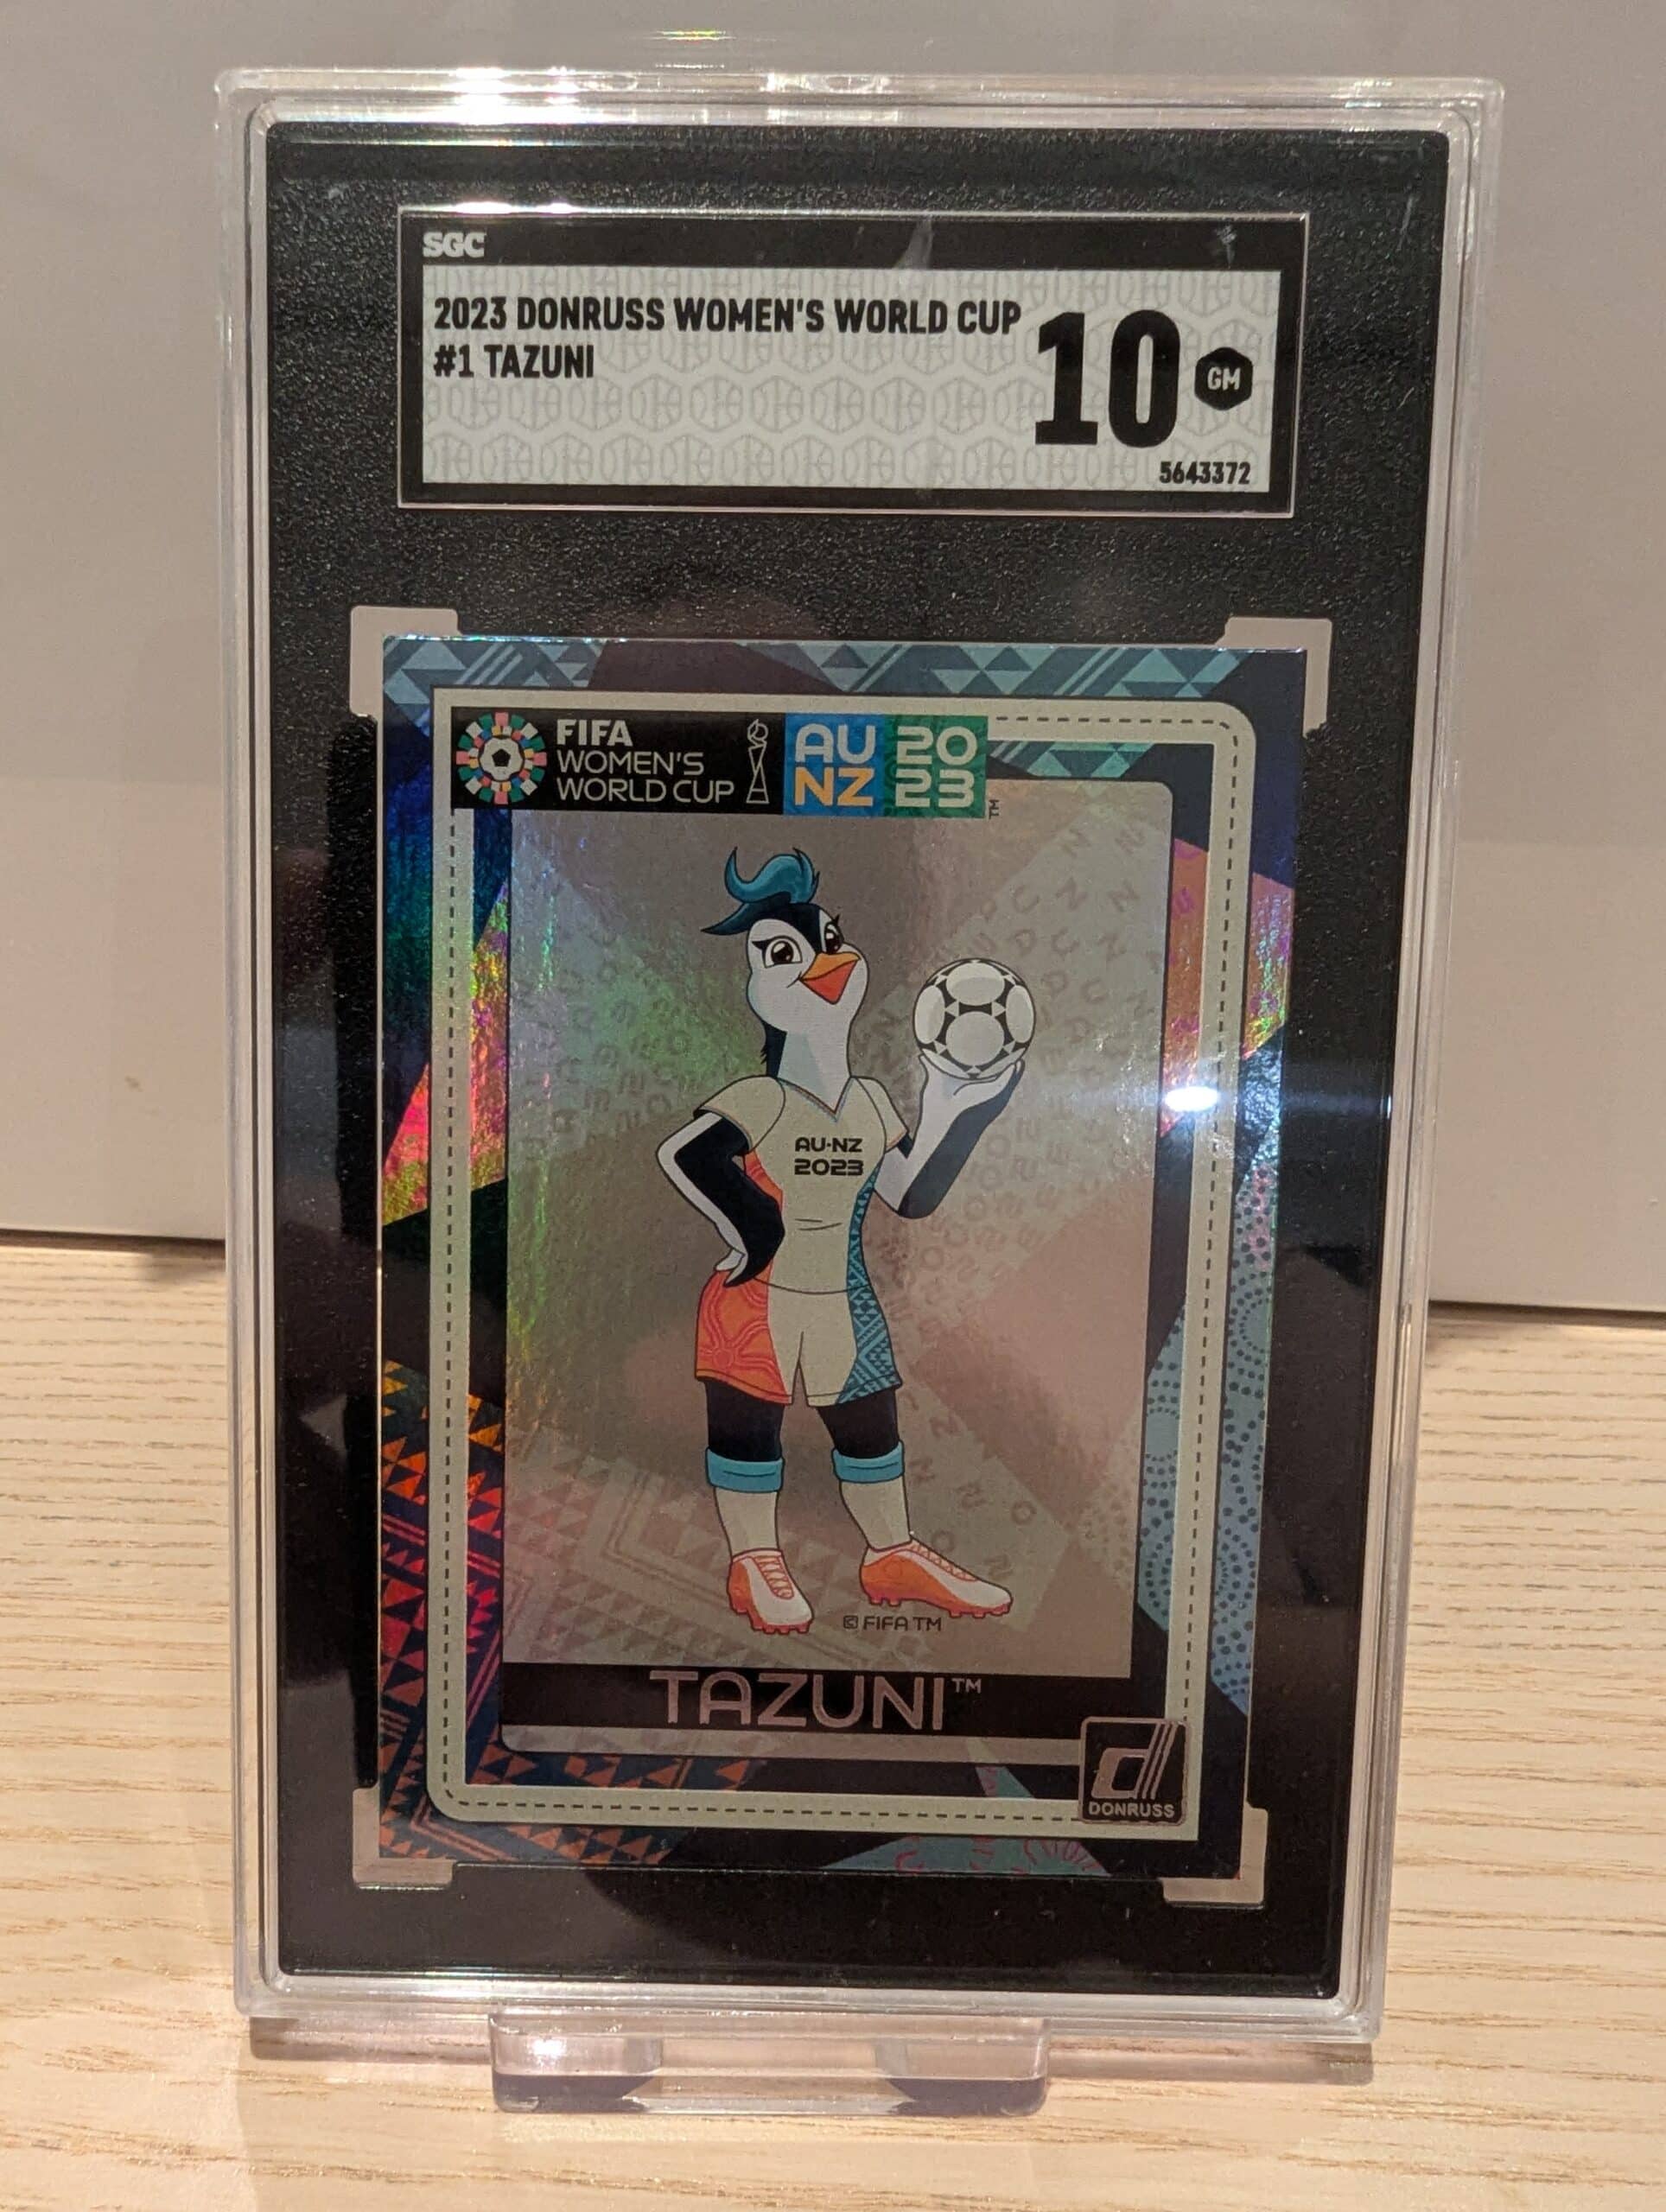 SGC
2023 DONRUSS WOMEN'S WORLD CUP
#1 TAZUNI
10 GM
5643372
FIFA
WOMEN'S
WORLD CUP
AU 20
NZ 23
TM
AU·NZ
2023
© FIFA TM
TAZUNI™
d
DONRUSS